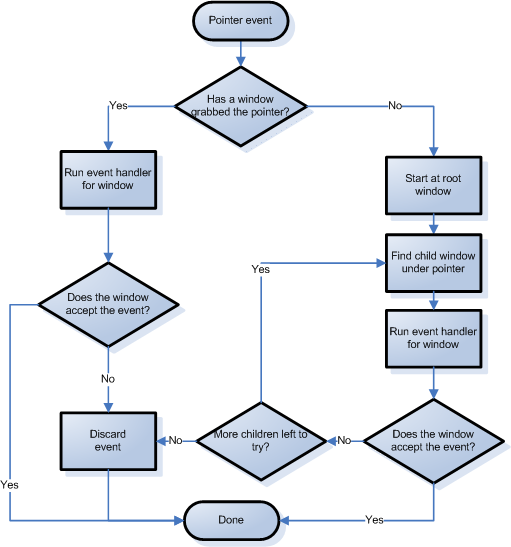 Pointer event
Has a window
grabbed the pointer?
Yes
No
Run event handler
for window
Start at root
window
Find child window
under pointer
Yes
Does the window
accept the event?
Run event handler
for window
No
Discard
event
No
More children left to
try?
No
Does the window
accept the event?
Yes
Done
Yes